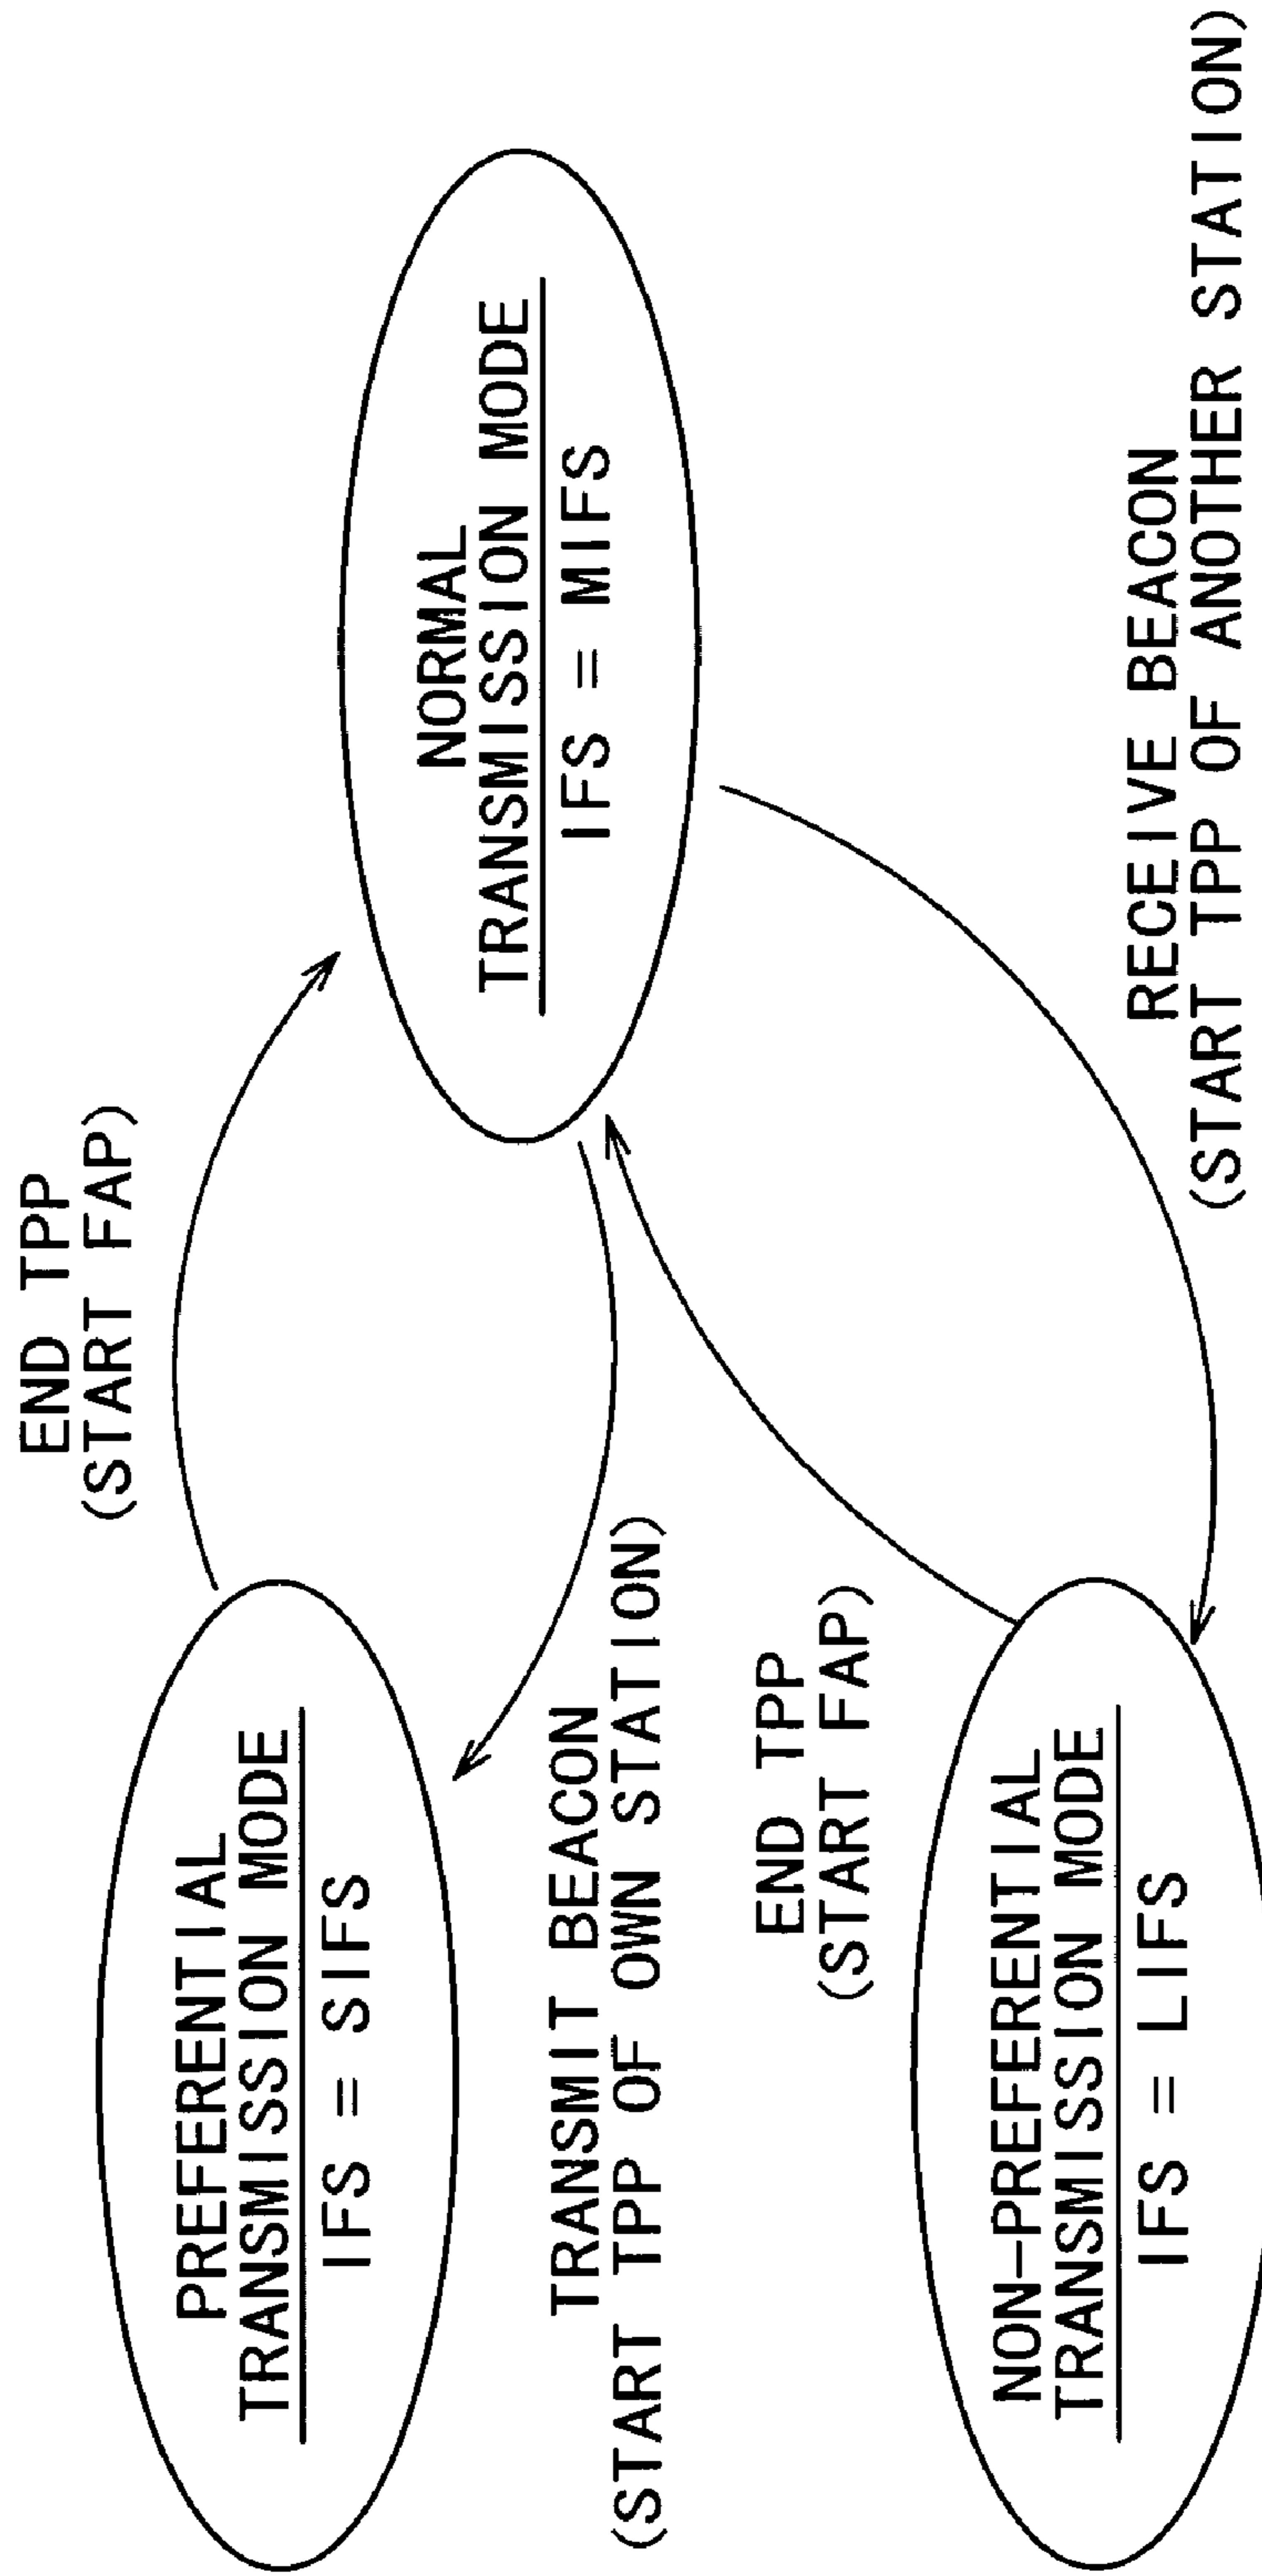 END TPP
(START FAP)
PREFERENTIAL
TRANSMISSION MODE
IFS = SIFS
NORMAL
TRANSMISSION MODE
IFS = MIFS
TRANSMIT BEACON
(START TPP OF OWN STATION)
END TPP
(START FAP)
NON-PREFERENTIAL
TRANSMISSION MODE
IFS = LIFS
RECEIVE BEACON
(START TPP OF ANOTHER STATION)